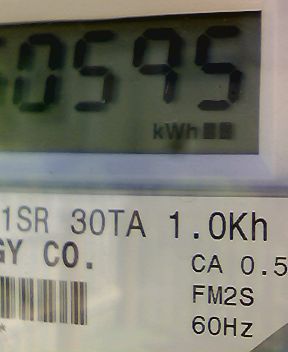 0595
kWh
1SR 30TA 1.0Kh
GY CO.
CA 0.5
FM2S
60Hz